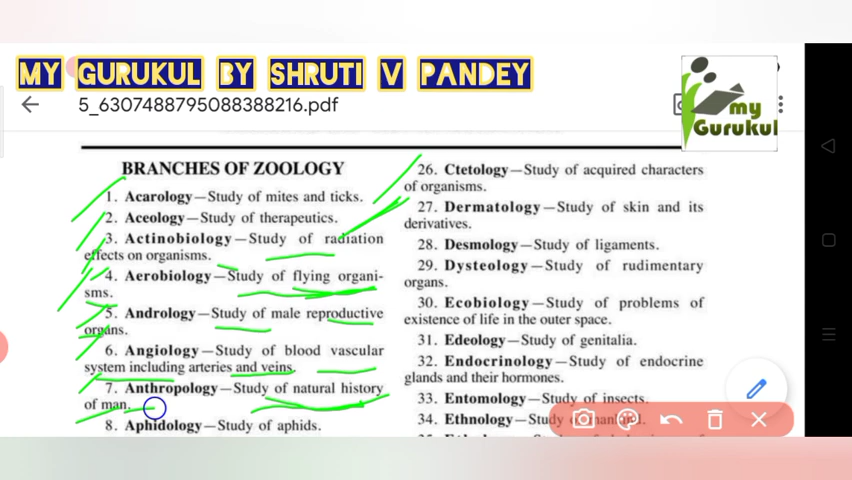 MY GURUKUL BY SHRUTI V PANDEY
5_6307488795088388216.pdf
my
Gurukul
BRANCHES OF ZOOLOGY
1. Acarology—Study of mites and ticks.
2. Aceology—Study of therapeutics.
3. Actinobiology—Study of radiation
effects on organisms.
4. Aerobiology—Study of flying organi-
sms.
5. Andrology—Study of male reproductive
organs.
6. Angiology—Study of blood vascular
system including arteries and veins.
7. Anthropology—Study of natural history
of man.
8. Aphidology—Study of aphids.
26. Ctetology—Study of acquired characters
of organisms.
27. Dermatology—Study of skin and its
derivatives.
28. Desmology—Study of ligaments.
29. Dysteology—Study of rudimentary
organs.
30. Ecobiology—Study of problems of
existence of life in the outer space.
31. Edeology—Study of genitalia.
32. Endocrinology—Study of endocrine
glands and their hormones.
33. Entomology—Study of insects.
34. Ethnology—Study